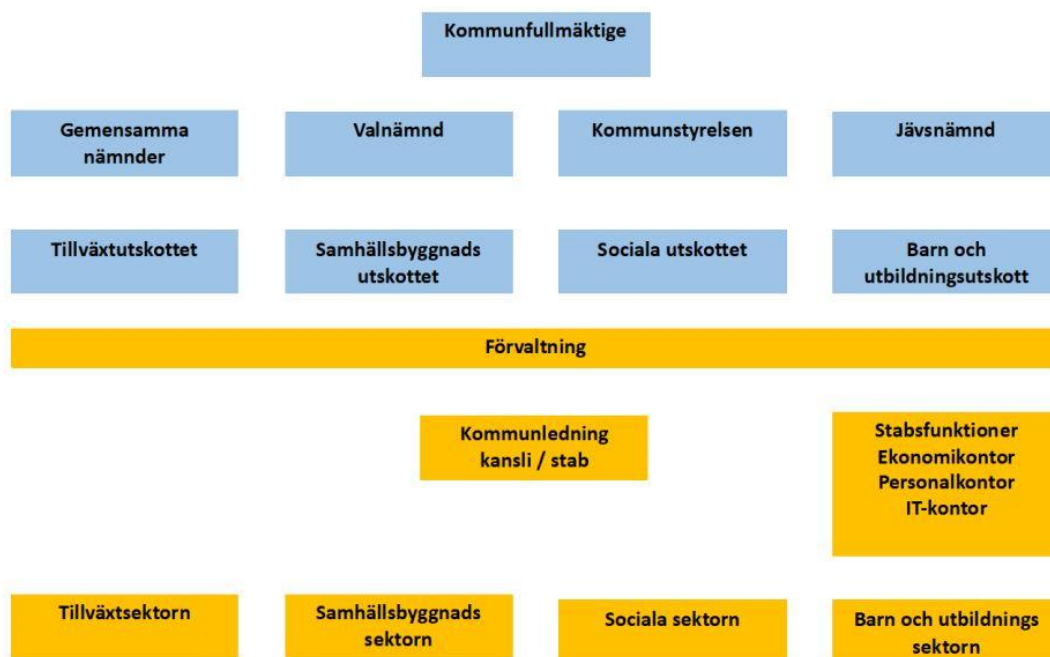 Kommunfullmäktige
Gemensamma
nämnder
Valnämnd
Kommunstyrelsen
Jävsnämnd
Tillväxtutskottet
Samhällsbyggnads
utskottet
Sociala utskottet
Barn och
utbildningsutskott
Förvaltning
Kommunledning
kansli / stab
Stabsfunktioner
Ekonomikontor
Personalkontor
IT-kontor
Tillväxtsektorn
Samhällsbyggnads
sektorn
Sociala sektorn
Barn och utbildnings
sektorn